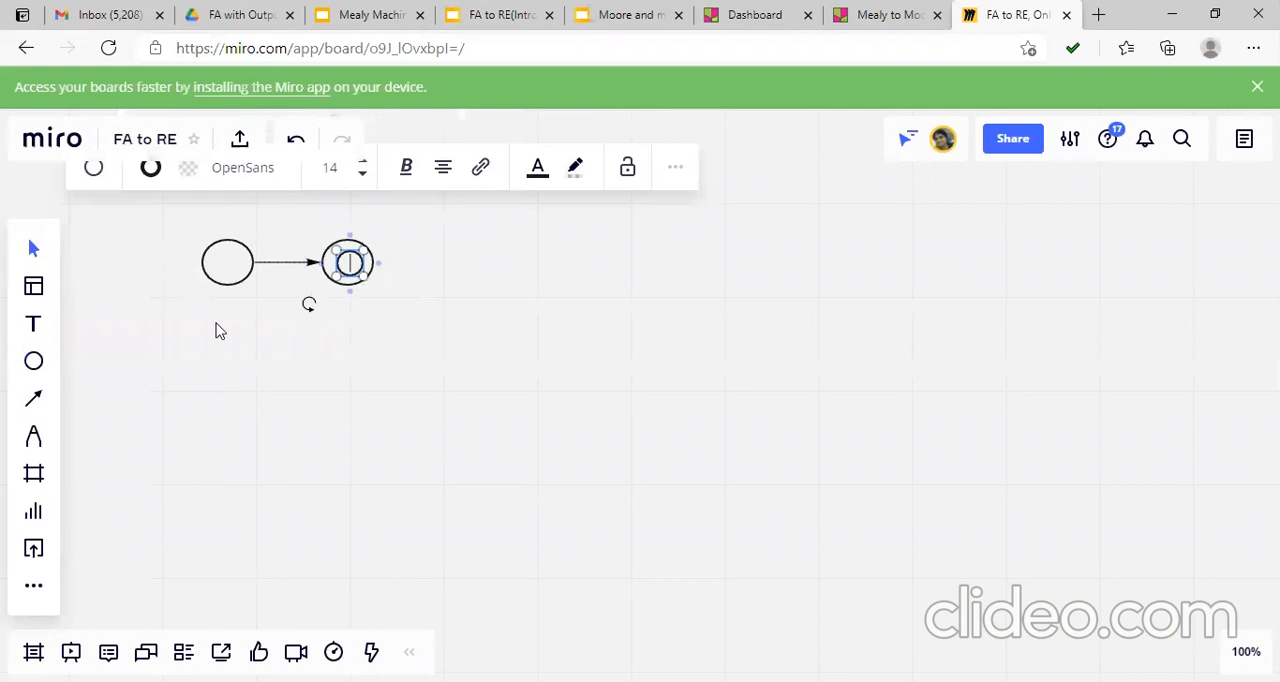 Inbox (5,208)
FA with Outp
Mealy Machin
FA to RE(Intr
Moore and m
Dashboard
Mealy to Moo
FA to RE, Onl
https://miro.com/app/board/o9J_lOvxbpI=/
Access your boards faster by installing the Miro app on your device.
miro
FA to RE
Share
17
OpenSans
14
B
A
T
clideo.com
100%